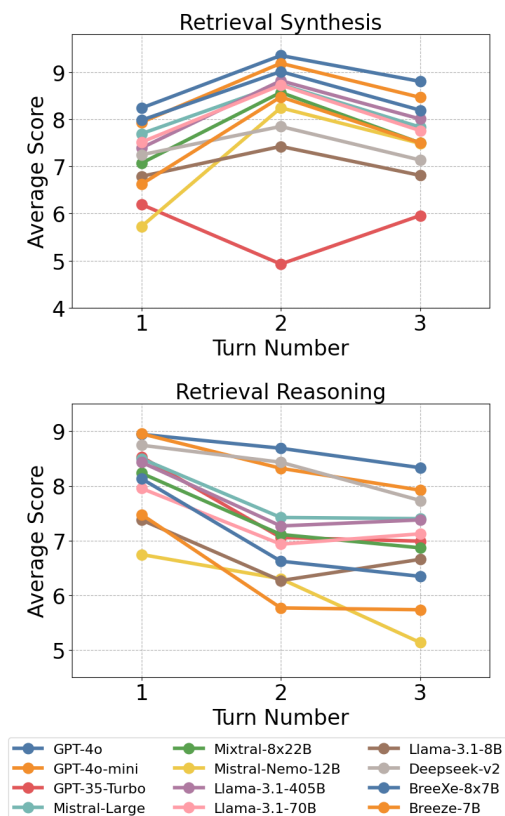 Retrieval Synthesis
9
8
7
6
5
4
Average Score
1 2 3
Turn Number
Retrieval Reasoning
9
8
7
6
5
Average Score
1 2 3
Turn Number
GPT-4o Mixtral-8x22B Llama-3.1-8B
GPT-4o-mini Mistral-Nemo-12B Deepseek-v2
GPT-35-Turbo Llama-3.1-405B BreeXe-8x7B
Mistral-Large Llama-3.1-70B Breeze-7B